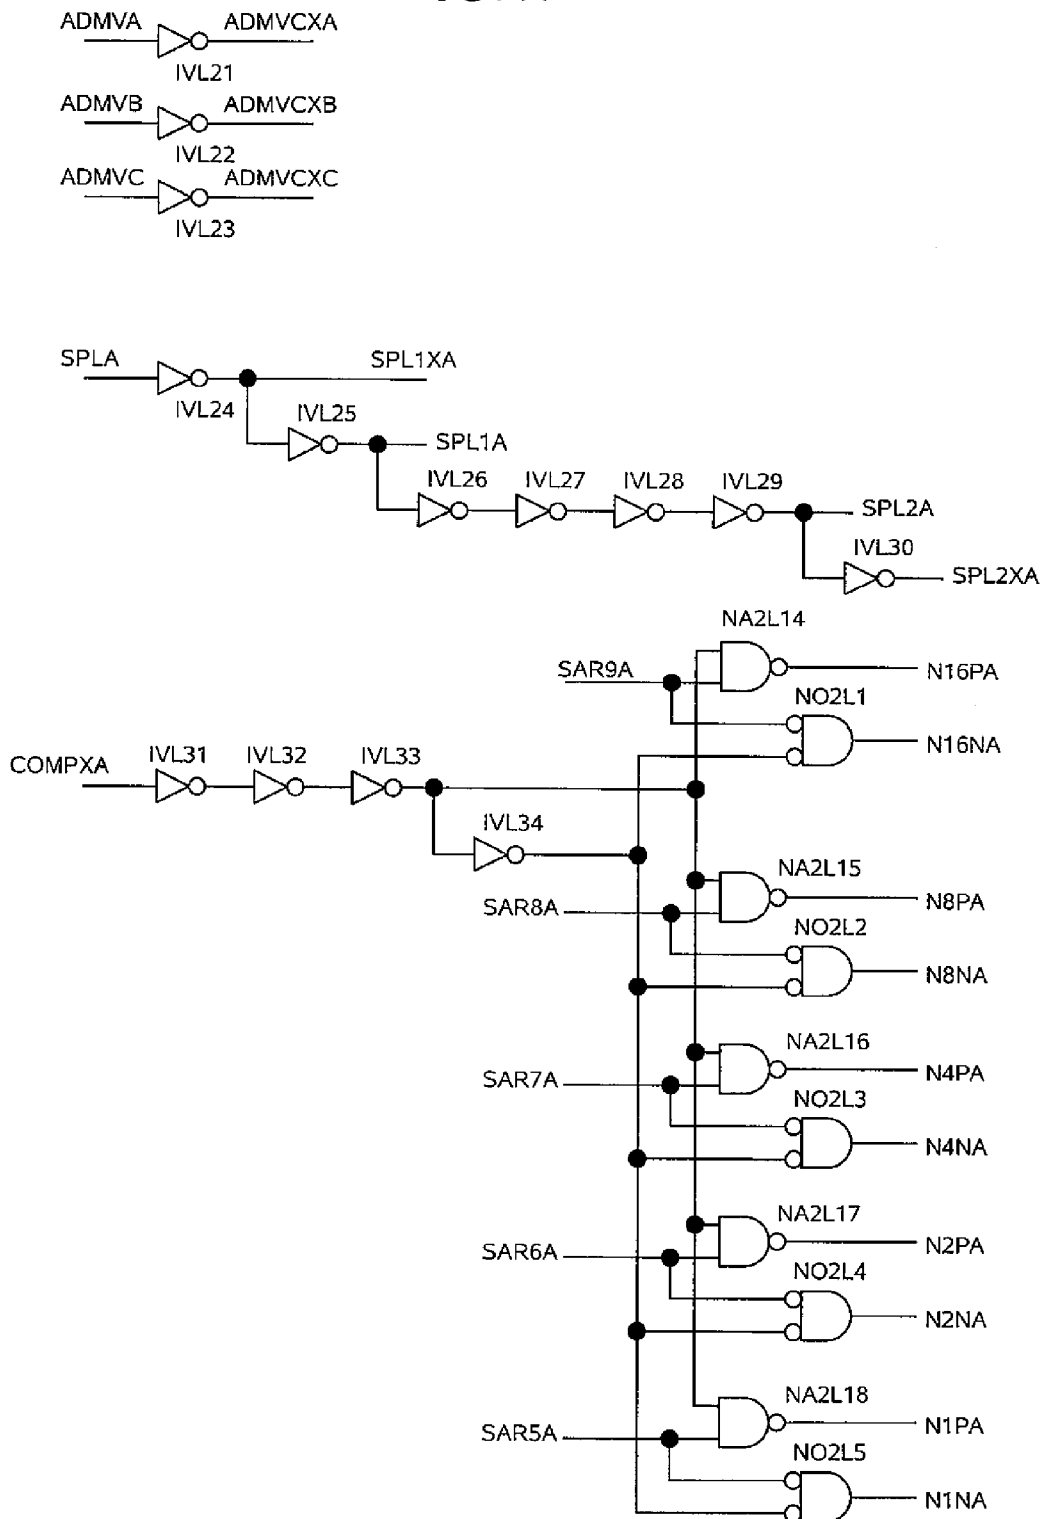 ADMVA ADMVCXA
IVL21
ADMVB ADMVCXB
IVL22
ADMVC ADMVCXC
IVL23
SPLA SPL1XA
IVL24 IVL25
SPL1A
IVL26 IVL27 IVL28 IVL29
SPL2A
IVL30
SPL2XA
NA2L14
SAR9A N16PA
NO2L1
N16NA
COMPXA IVL31 IVL32 IVL33
IVL34
NA2L15
SAR8A N8PA
NO2L2
N8NA
NA2L16
SAR7A N4PA
NO2L3
N4NA
NA2L17
SAR6A N2PA
NO2L4
N2NA
NA2L18
SAR5A N1PA
NO2L5
N1NA